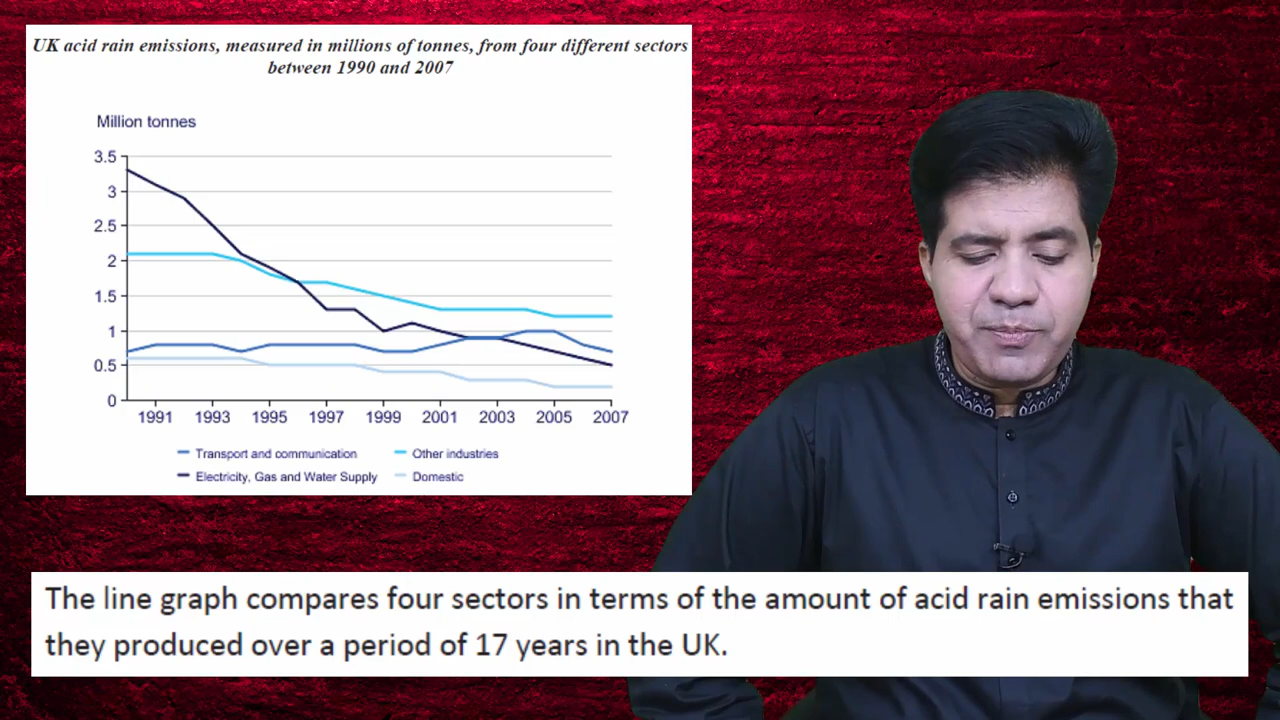 UK acid rain emissions, measured in millions of tonnes, from four different sectors
between 1990 and 2007
Million tonnes
3.5
3
2.5
2
1.5
1
0.5
0
1991 1993 1995 1997 1999 2001 2003 2005 2007
Transport and communication Other industries
Electricity, Gas and Water Supply Domestic
The line graph compares four sectors in terms of the amount of acid rain emissions that
they produced over a period of 17 years in the UK.